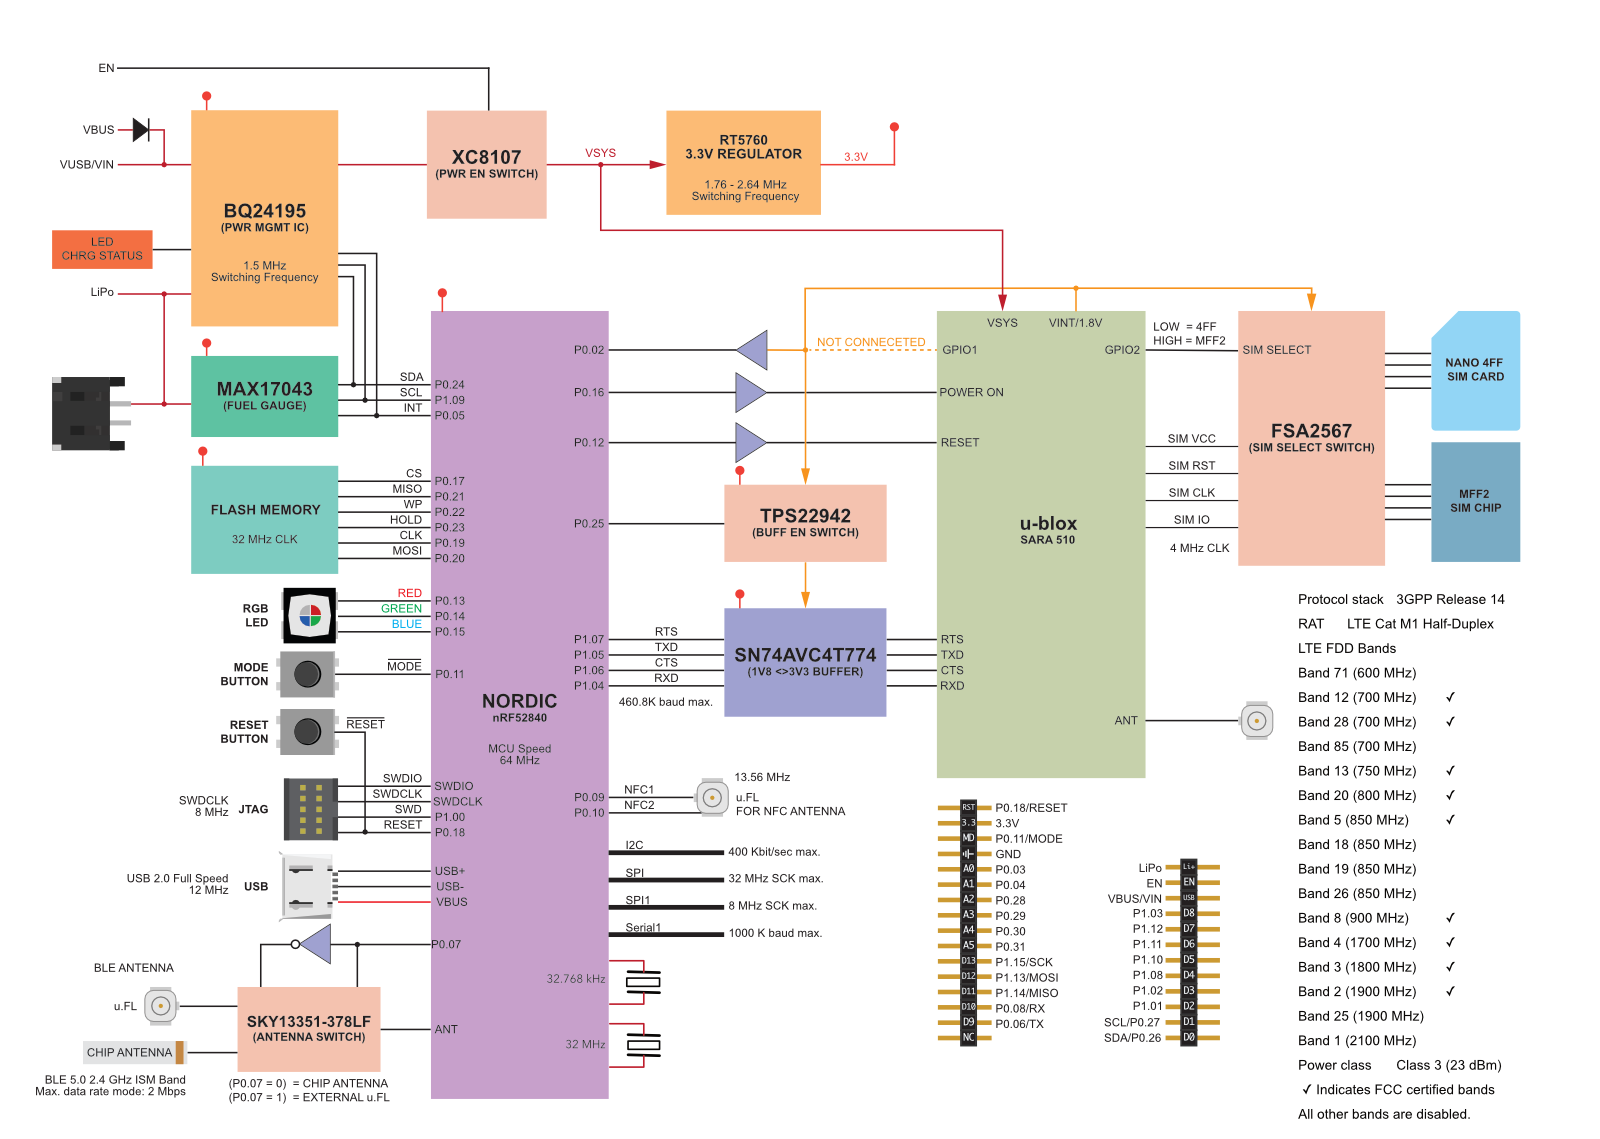 EN
VBUS
VUSB/VIN
BQ24195
(PWR MGMT IC)
1.5 MHz
Switching Frequency
LED
CHRG STATUS
LiPo
XC8107
(PWR EN SWITCH)
VSYS
RT5760
3.3V REGULATOR
1.76 - 2.64 MHz
Switching Frequency
3.3V
MAX17043
(FUEL GAUGE)
SDA
SCL
INT
P0.24
P1.09
P0.05
FLASH MEMORY
32 MHz CLK
CS
MISO
WP
HOLD
CLK
MOSI
P0.17
P0.21
P0.22
P0.23
P0.19
P0.20
RGB
LED
RED
GREEN
BLUE
P0.13
P0.14
P0.15
MODE
BUTTON
MODE
P0.11
RESET
BUTTON
RESET
SWDCLK
8 MHz
JTAG
SWDIO
SWDCLK
SWD
RESET
SWDIO
SWDCLK
P1.00
P0.18
USB 2.0 Full Speed
12 MHz
USB
USB+
USB-
VBUS
P0.07
BLE ANTENNA
u.FL
CHIP ANTENNA
BLE 5.0 2.4 GHz ISM Band
Max. data rate mode: 2 Mbps
SKY13351-378LF
(ANTENNA SWITCH)
ANT
(P0.07 = 0) = CHIP ANTENNA
(P0.07 = 1) = EXTERNAL u.FL
NORDIC
nRF52840
MCU Speed
64 MHz
P0.02
P0.16
P0.12
P0.25
P1.07
P1.05
P1.06
P1.04
RTS
TXD
CTS
RXD
460.8K baud max.
P0.09
P0.10
NFC1
NFC2
13.56 MHz
u.FL
FOR NFC ANTENNA
I2C
400 Kbit/sec max.
SPI
32 MHz SCK max.
SPI1
8 MHz SCK max.
Serial1
1000 K baud max.
32.768 kHz
32 MHz
NOT CONNECETED
TPS22942
(BUFF EN SWITCH)
SN74AVC4T774
(1V8 <>3V3 BUFFER)
VSYS
VINT/1.8V
GPIO1
GPIO2
POWER ON
RESET
u-blox
SARA 510
RTS
TXD
CTS
RXD
ANT
LOW = 4FF
HIGH = MFF2
SIM SELECT
SIM VCC
SIM RST
SIM CLK
SIM IO
4 MHz CLK
FSA2567
(SIM SELECT SWITCH)
NANO 4FF
SIM CARD
MFF2
SIM CHIP
RST P0.18/RESET
3.3 3.3V
MD P0.11/MODE
GND
A0 P0.03
A1 P0.04
A2 P0.28
A3 P0.29
A4 P0.30
A5 P0.31
D13 P1.15/SCK
D12 P1.13/MOSI
D11 P1.14/MISO
D10 P0.08/RX
D9 P0.06/TX
NC
LiPo Li+
EN EN
VBUS/VIN USB
P1.03 D8
P1.12 D7
P1.11 D6
P1.10 D5
P1.08 D4
P1.02 D3
P1.01 D2
SCL/P0.27 D1
SDA/P0.26 D0
Protocol stack 3GPP Release 14
RAT LTE Cat M1 Half-Duplex
LTE FDD Bands
Band 71 (600 MHz)
Band 12 (700 MHz) ✓
Band 28 (700 MHz) ✓
Band 85 (700 MHz)
Band 13 (750 MHz) ✓
Band 20 (800 MHz) ✓
Band 5 (850 MHz) ✓
Band 18 (850 MHz)
Band 19 (850 MHz)
Band 26 (850 MHz)
Band 8 (900 MHz) ✓
Band 4 (1700 MHz) ✓
Band 3 (1800 MHz) ✓
Band 2 (1900 MHz) ✓
Band 25 (1900 MHz)
Band 1 (2100 MHz)
Power class Class 3 (23 dBm)
✓ Indicates FCC certified bands
All other bands are disabled.